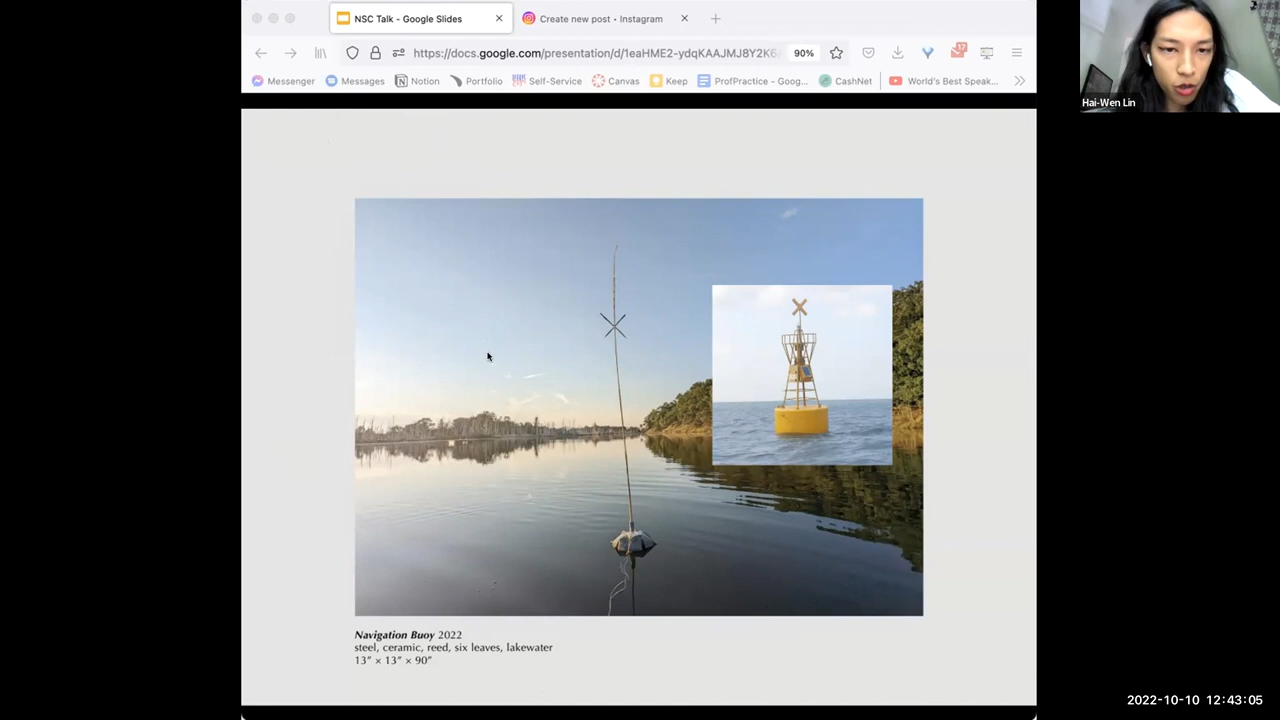 NSC Talk - Google Slides
Create new post • Instagram
https://docs.google.com/presentation/d/1eaHME2-ydqKAAJMJ8Y2K6
90%
17
Messenger
Messages
Notion
Portfolio
Self-Service
Canvas
Keep
ProfPractice - Goog...
CashNet
World's Best Speak...
Hai-Wen Lin
Navigation Buoy 2022
steel, ceramic, reed, six leaves, lakewater
13” × 13” × 90”
2022-10-10 12:43:05